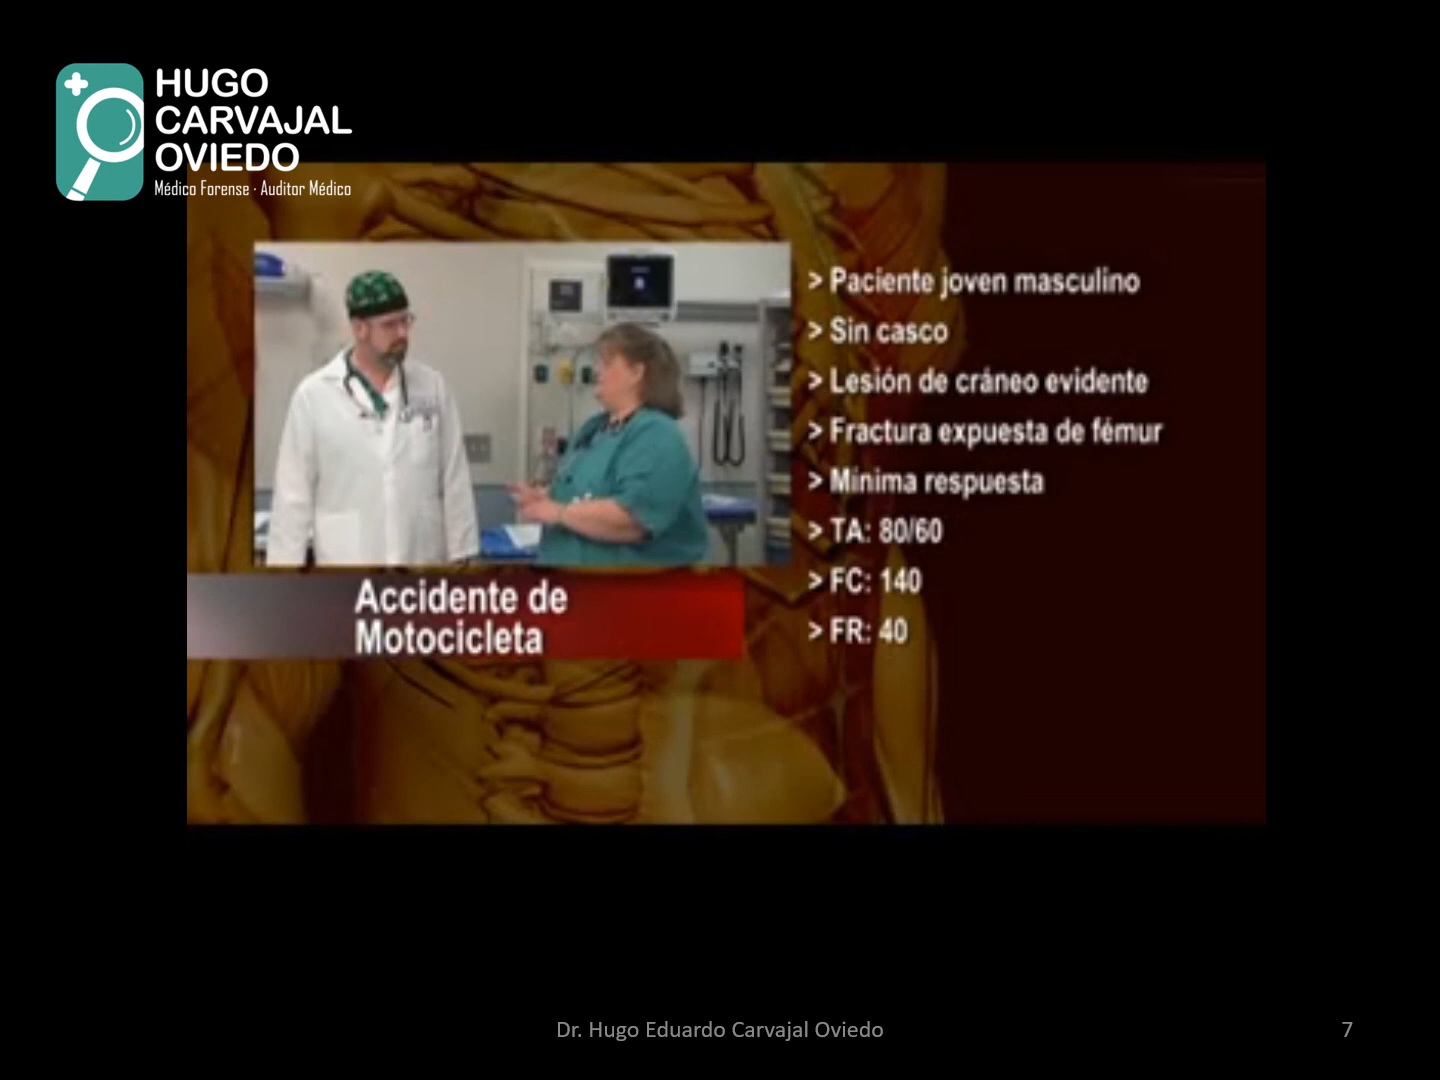 HUGO
CARVAJAL
OVIEDO
Médico Forense · Auditor Médico
> Paciente joven masculino
> Sin casco
> Lesión de cráneo evidente
> Fractura expuesta de fémur
> Mínima respuesta
> TA: 80/60
> FC: 140
> FR: 40
Accidente de
Motocicleta
Dr. Hugo Eduardo Carvajal Oviedo
7